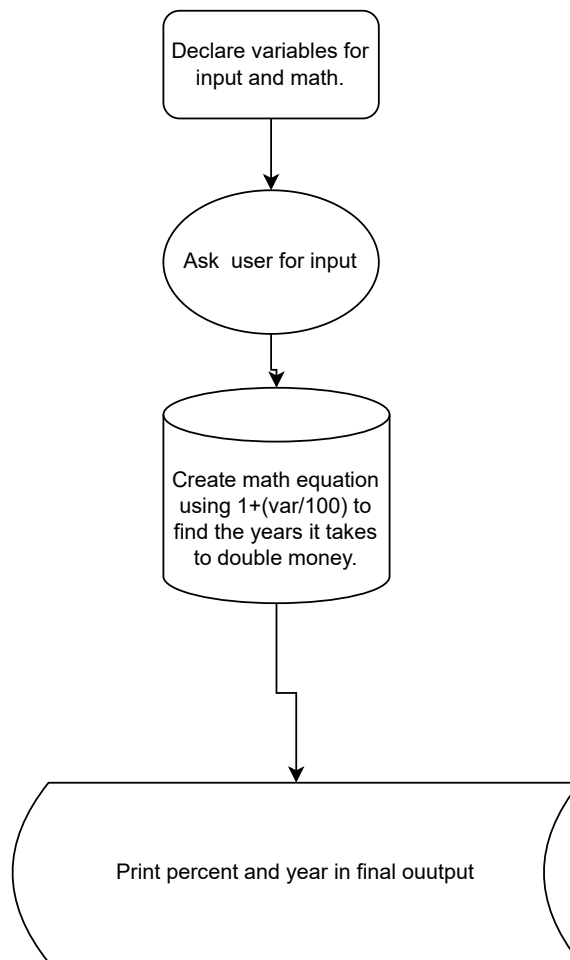 Declare variables for
input and math.
Ask  user for input
Create math equation
using 1+(var/100) to
find the years it takes
to double money.
Print percent and year in final ouutput